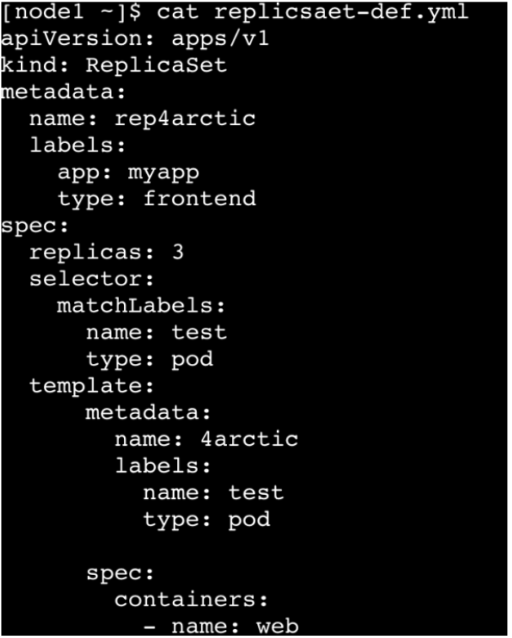 [node1 ~]$ cat replicsaet-def.yml
apiVersion: apps/v1
kind: ReplicaSet
metadata:
  name: rep4arctic
  labels:
    app: myapp
    type: frontend
spec:
  replicas: 3
  selector:
    matchLabels:
      name: test
      type: pod
  template:
      metadata:
        name: 4arctic
        labels:
          name: test
          type: pod

      spec:
        containers:
          - name: web